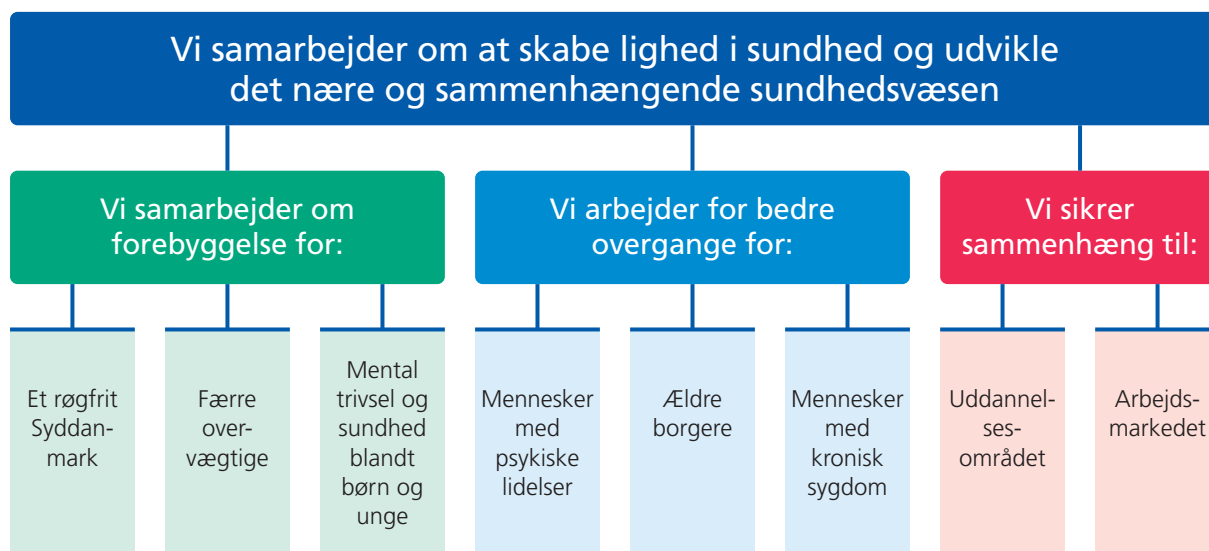 Vi samarbejder om at skabe lighed i sundhed og udvikle
det nære og sammenhængende sundhedsvæsen
Vi samarbejder om
forebyggelse for:
Vi arbejder for bedre
overgange for:
Vi sikrer
sammenhæng til:
Et røgfrit
Syddan-
mark
Færre
over-
vægtige
Mental
trivsel og
sundhed
blandt
børn og
unge
Mennesker
med
psykiske
lidelser
Ældre
borgere
Mennesker
med
kronisk
sygdom
Uddannel-
ses-
området
Arbejds-
markedet